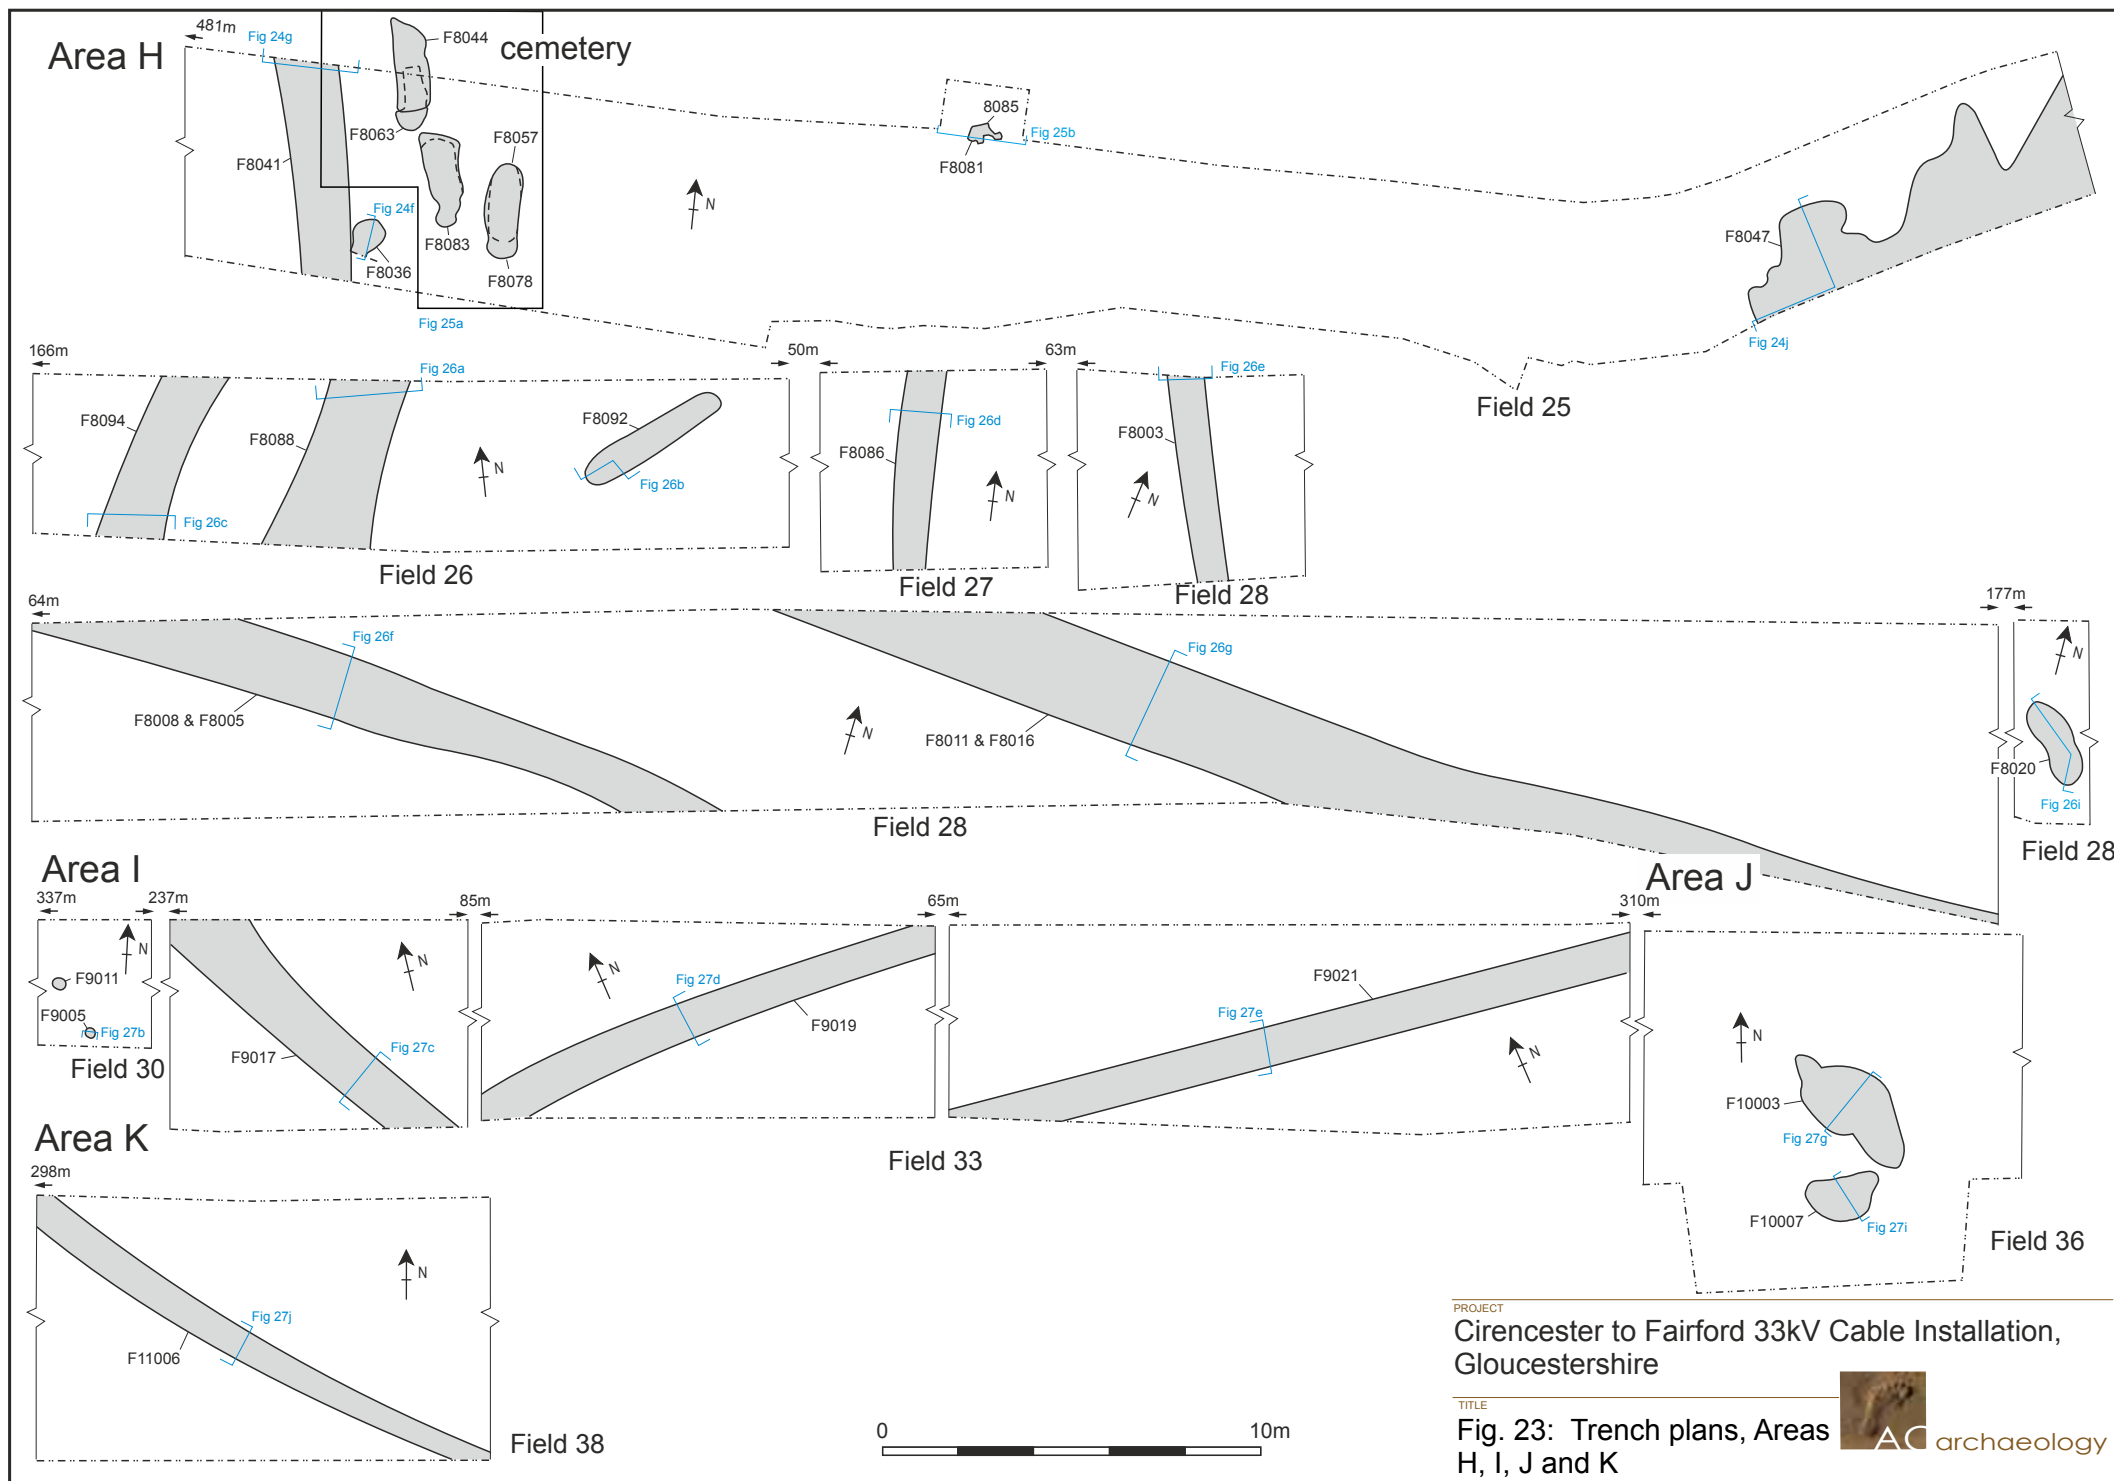 Area H
481m
Fig 24g
F8044
cemetery
F8063
F8057
F8041
Fig 24f
F8036
F8083
F8078
Fig 25a
N
8085
Fig 25b
F8081
F8047
Fig 24j
Field 25
166m
Fig 26a
50m
63m
F8094
F8088
F8092
Fig 26b
Fig 26c
N
Field 26
F8086
Fig 26d
N
Field 27
Fig 26e
F8003
N
Field 28
64m
Fig 26f
F8008 & F8005
N
Fig 26g
F8011 & F8016
Field 28
177m
N
F8020
Fig 26i
Field 28
Area I
337m
237m
85m
65m
310m
N
F9011
F9005
Fig 27b
Field 30
F9017
Fig 27c
N
N
Fig 27d
F9019
Fig 27e
F9021
N
Field 33
Area J
N
F10003
Fig 27g
F10007
Fig 27i
Field 36
Area K
298m
N
Fig 27j
F11006
Field 38
0
10m
PROJECT
Cirencester to Fairford 33kV Cable Installation,
Gloucestershire
TITLE
Fig. 23: Trench plans, Areas
H, I, J and K
AC archaeology